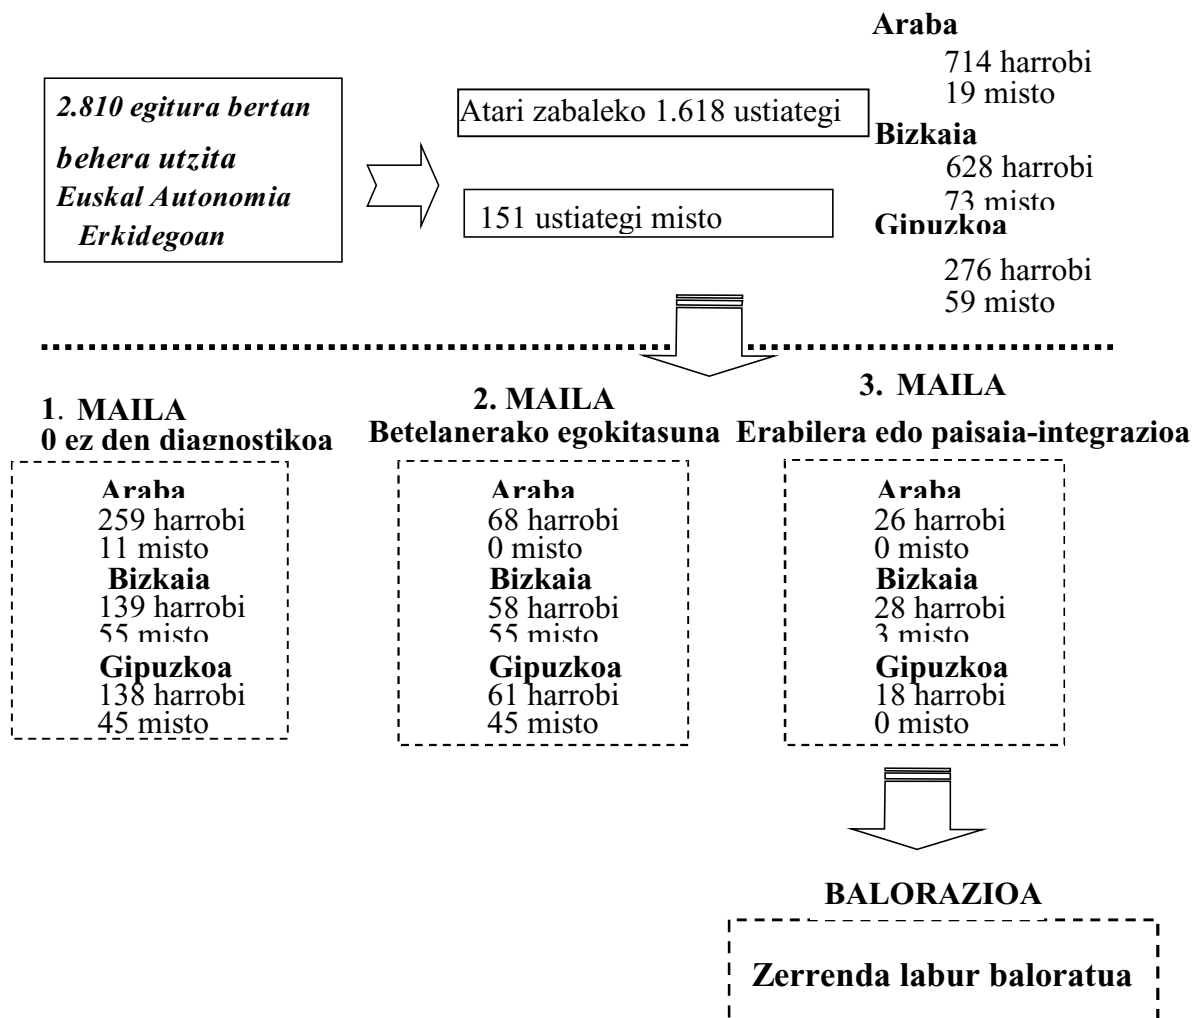 2.810 egitura bertan
behera utzita
Euskal Autonomia
Erkidegoan
Atari zabaleko 1.618 ustiategi
151 ustiategi misto
Araba
714 harrobi
19 misto
Bizkaia
628 harrobi
73 misto
Gipuzkoa
276 harrobi
59 misto
1. MAILA
0 ez den diagnostikoa
Araba
259 harrobi
11 misto
Bizkaia
139 harrobi
55 misto
Gipuzkoa
138 harrobi
45 misto
2. MAILA
Betelanerako egokitasuna
Araba
68 harrobi
0 misto
Bizkaia
58 harrobi
55 misto
Gipuzkoa
61 harrobi
45 misto
3. MAILA
Erabilera edo paisaia-integrazioa
Araba
26 harrobi
0 misto
Bizkaia
28 harrobi
3 misto
Gipuzkoa
18 harrobi
0 misto
BALORAZIOA
Zerrenda labur baloratua